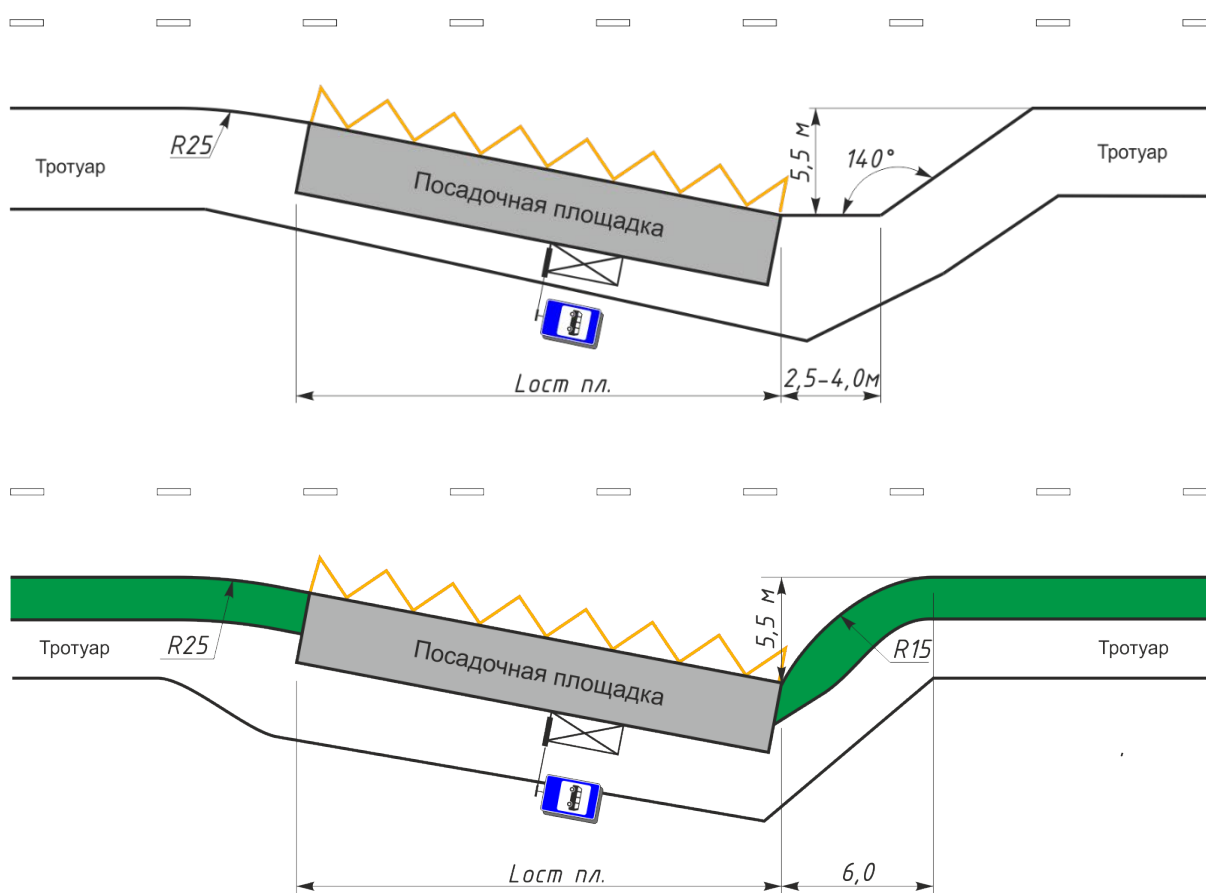 R25
Тротуар
Посадочная площадка
5,5 м
140°
Тротуар
Lост пл.
2,5-4,0м
R25
Тротуар
Посадочная площадка
5,5 м
R15
Тротуар
Lост пл.
6,0